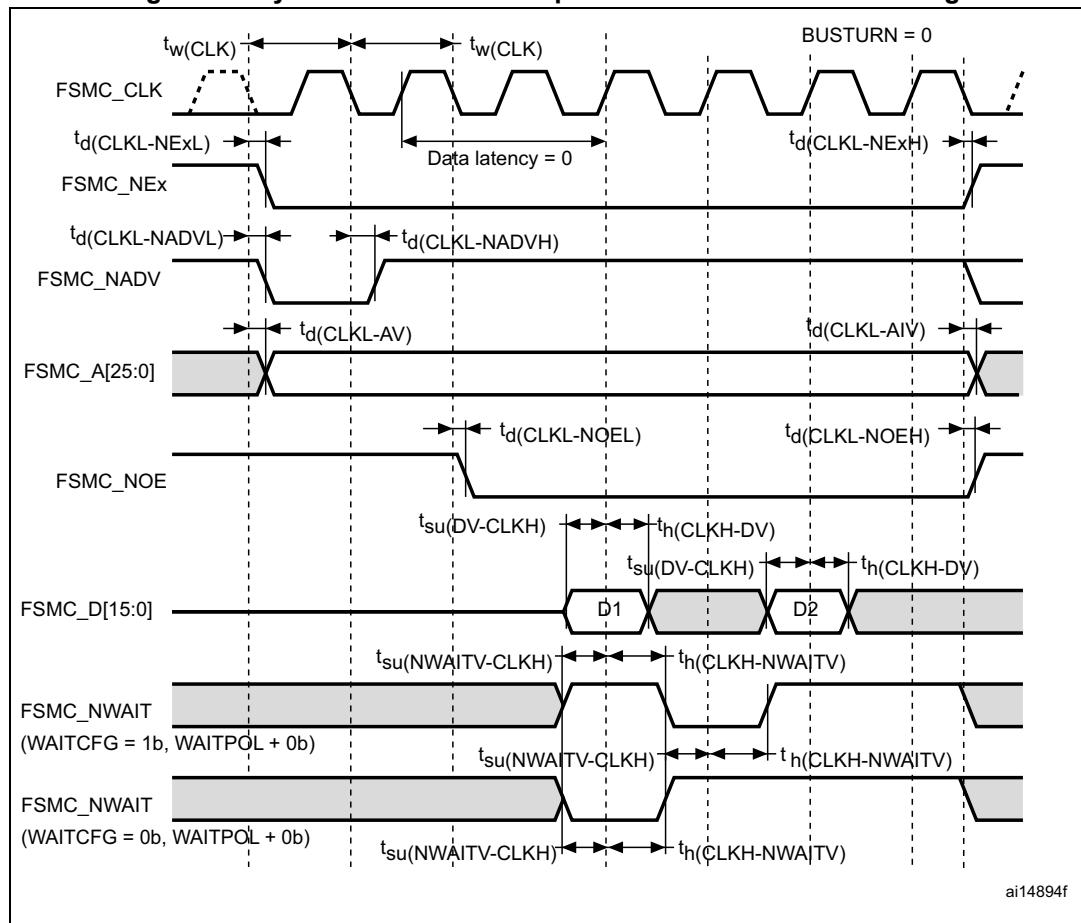 tw(CLK) tw(CLK) BUSTURN = 0
FSMC_CLK
td(CLKL-NExL) Data latency = 0 td(CLKL-NExH)
FSMC_NEx
td(CLKL-NADVL) td(CLKL-NADVH)
FSMC_NADV
td(CLKL-AV) td(CLKL-AIV)
FSMC_A[25:0]
td(CLKL-NOEL) td(CLKL-NOEH)
FSMC_NOE
tsu(DV-CLKH) th(CLKH-DV)
tsu(DV-CLKH) th(CLKH-DV)
FSMC_D[15:0] D1 D2
tsu(NWAITV-CLKH) th(CLKH-NWAITV)
FSMC_NWAIT
(WAITCFG = 1b, WAITPOL + 0b)
tsu(NWAITV-CLKH) t h(CLKH-NWAITV)
FSMC_NWAIT
(WAITCFG = 0b, WAITPOL + 0b)
tsu(NWAITV-CLKH) th(CLKH-NWAITV)
ai14894f